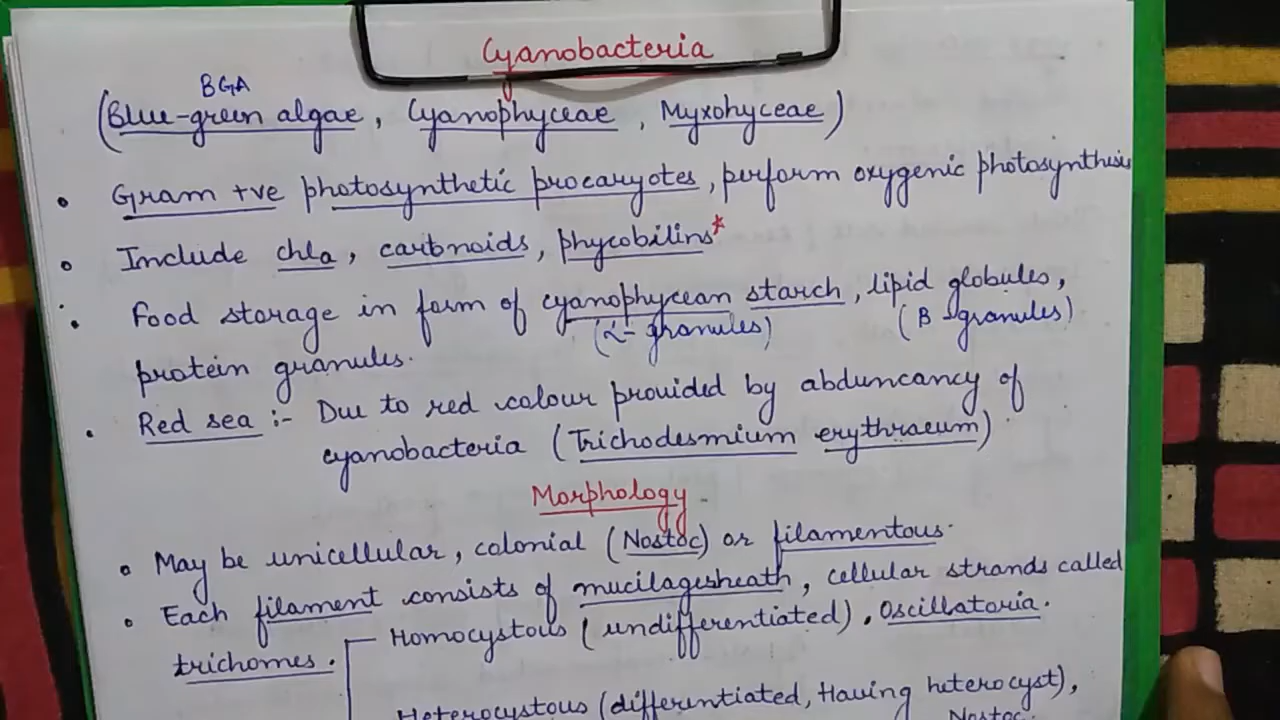 Cyanobacteria
BGA
(Blue-green algae, Cyanophyceae, Myxohyceae)
• Gram +ve photosynthetic procaryotes, perform oxygenic photosynthesis
• Include chla, carbnoids, phycobilins*
• Food storage in form of cyanophycean starch, lipid globules,
(α- granules) (β -granules)
protein granules.
• Red sea :- Due to red colour provided by abduncancy of
cyanobacteria (Trichodesmium erythraeum)
Morphology
• May be unicellular, colonial (Nostoc) or filamentous.
• Each filament consists of mucilagesheath, cellular strands called
trichomes.
Homocystous (undifferentiated). Oscillatoria.
Heterocystous (differentiated, Having heterocyst),
Nostoc.